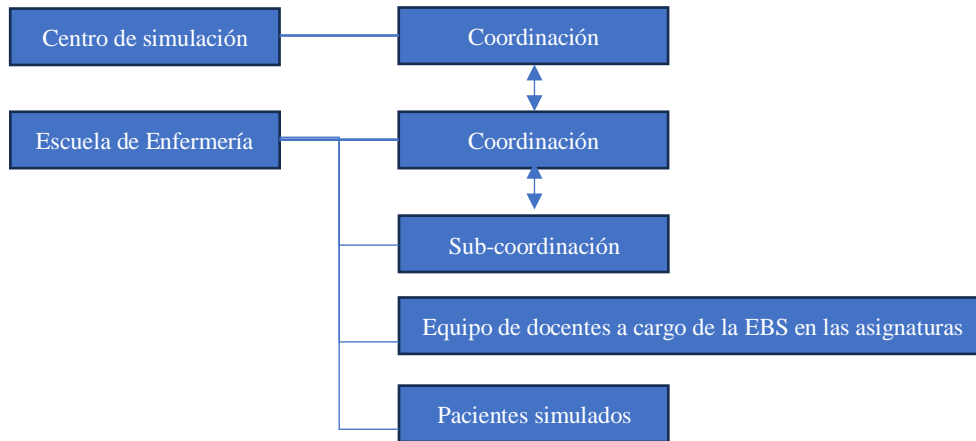 Centro de simulación
Coordinación
Escuela de Enfermería
Coordinación
Sub-coordinación
Equipo de docentes a cargo de la EBS en las asignaturas
Pacientes simulados